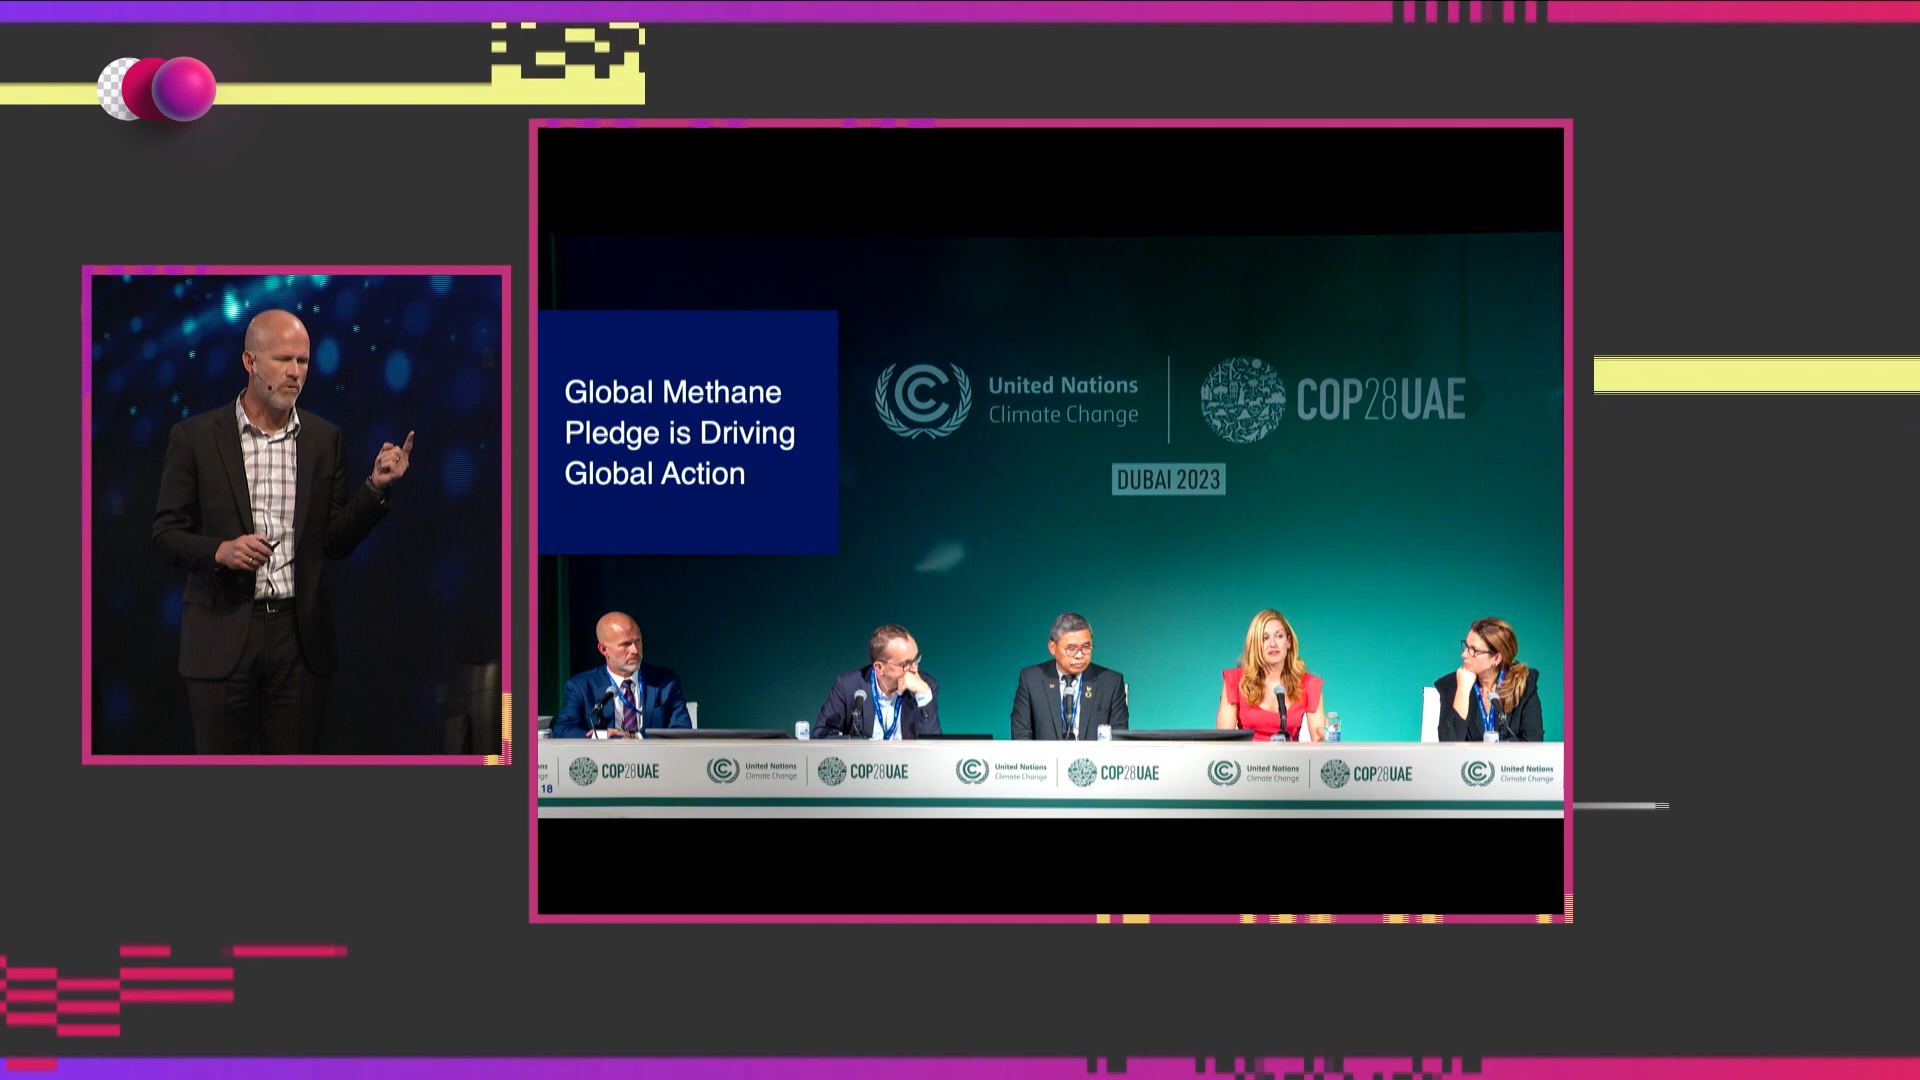 Global Methane
Pledge is Driving
Global Action
United Nations
Climate Change
COP28UAE
DUBAI 2023
18
COP28UAE
United Nations
Climate Change
COP28UAE
United Nations
Climate Change
COP28UAE
United Nations
Climate Change
COP28UAE
United Nations
Climate Change